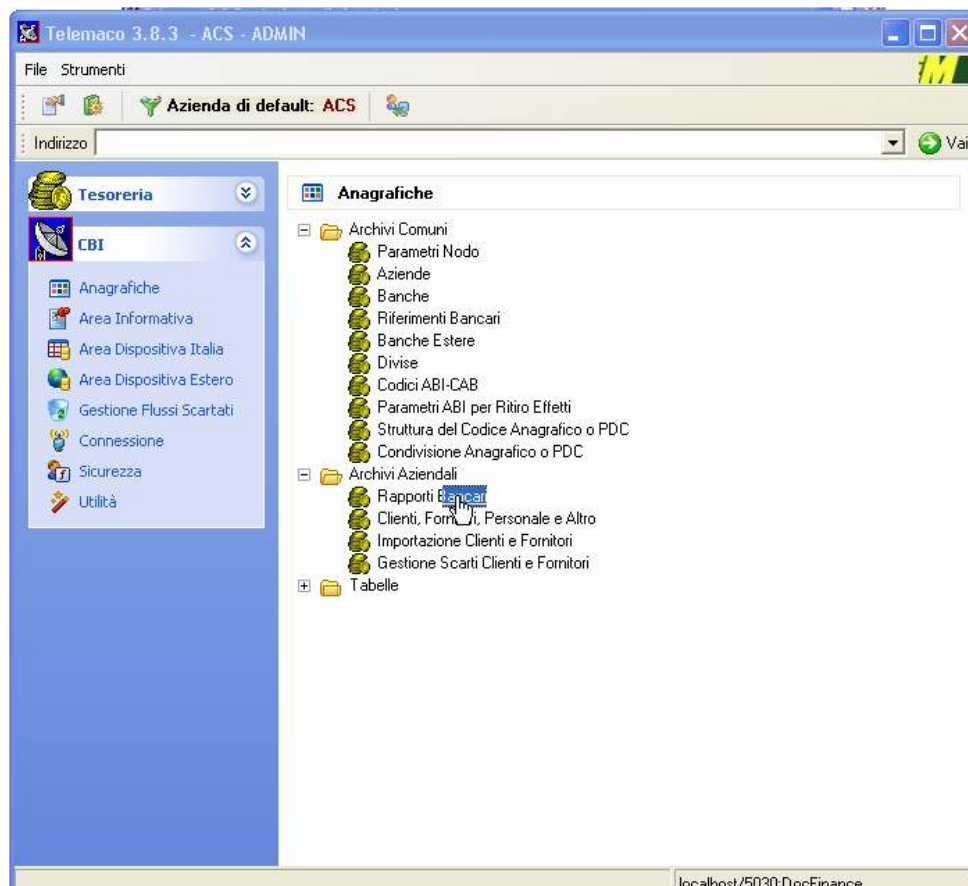 Telemaco 3.8.3 - ACS - ADMIN
File Strumenti
Azienda di default: ACS
Indirizzo
Vai
Tesoreria
CBI
Anagrafiche
Area Informativa
Area Dispositiva Italia
Area Dispositiva Estero
Gestione Flussi Scartati
Connessione
Sicurezza
Utilità
Anagrafiche
Archivi Comuni
Parametri Nodo
Aziende
Banche
Riferimenti Bancari
Banche Estere
Divise
Codici ABI-CAB
Parametri ABI per Ritiro Effetti
Struttura del Codice Anagrafico o PDC
Condivisione Anagrafico o PDC
Archivi Aziendali
Rapporti Bancari
Clienti, Fornitori, Personale e Altro
Importazione Clienti e Fornitori
Gestione Scarti Clienti e Fornitori
Tabelle
localhost/5030:DocFinance